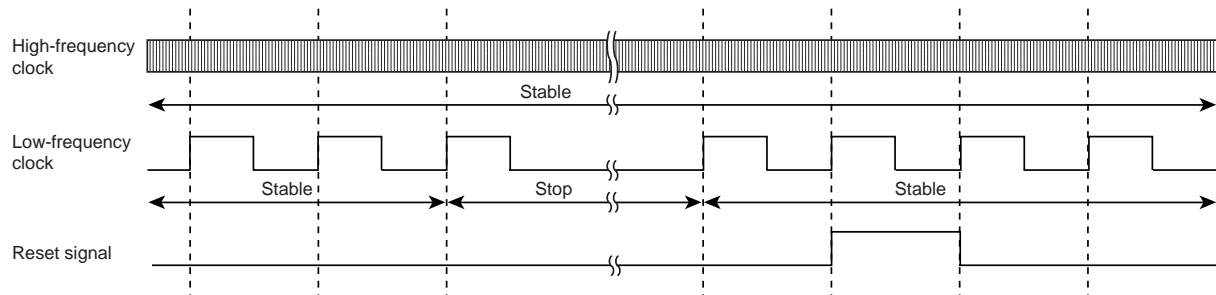 High-frequency
clock
Stable
Low-frequency
clock
Stable
Stop
Stable
Reset signal